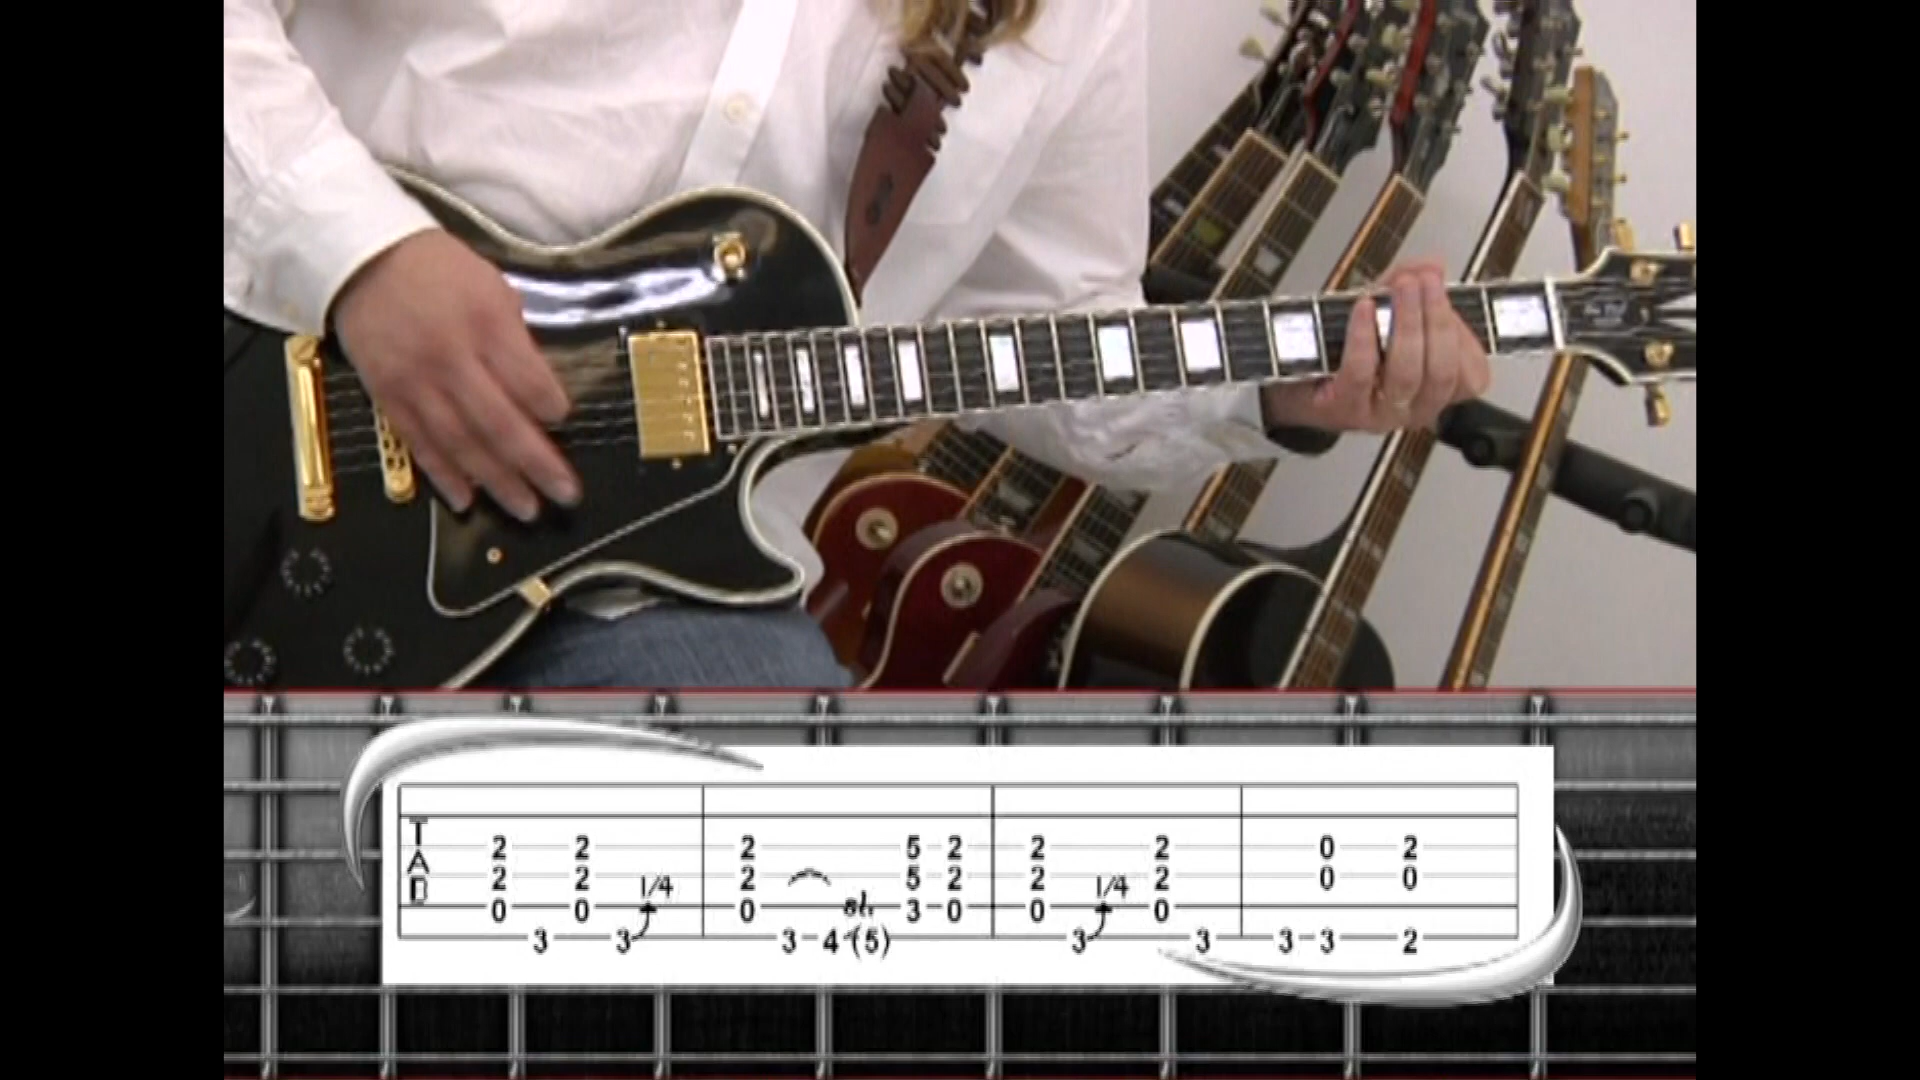 T
A
B
2 2 2 5 2 2 2 0 2
2 2 1/4 2 5 2 2 1/4 2 0 0
0 0 0 sl. 3 0 0 0
3 3 3 4 (5) 3 3 3 3 2